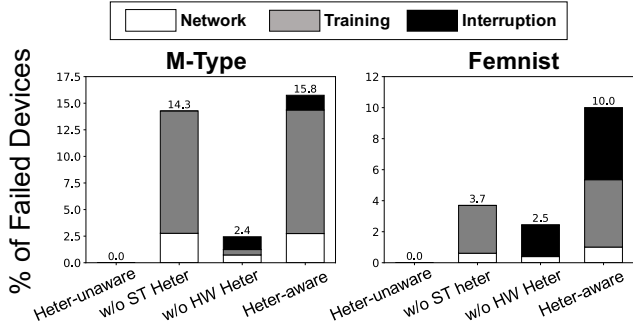 Network Training Interruption
M-Type
Femnist
% of Failed Devices
17.5
15.0
12.5
10.0
7.5
5.0
2.5
0.0
0.0
14.3
2.4
15.8
Heter-unaware
w/o ST Heter
w/o HW Heter
Heter-aware
12
10
8
6
4
2
0
0.0
3.7
2.5
10.0
Heter-unaware
w/o ST heter
w/o HW Heter
Heter-aware